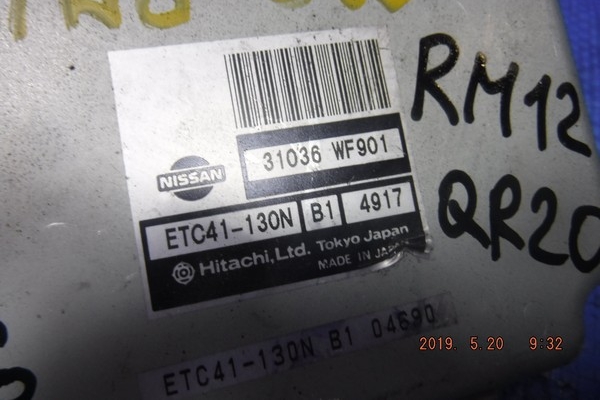 RM12
31036 WF901
NISSAN
QR20
ETC41-130N B1 4917
Hitachi,Ltd. Tokyo Japan
MADE IN JAPAN
ETC41-130N B1 04690
2019. 5.20 9:32